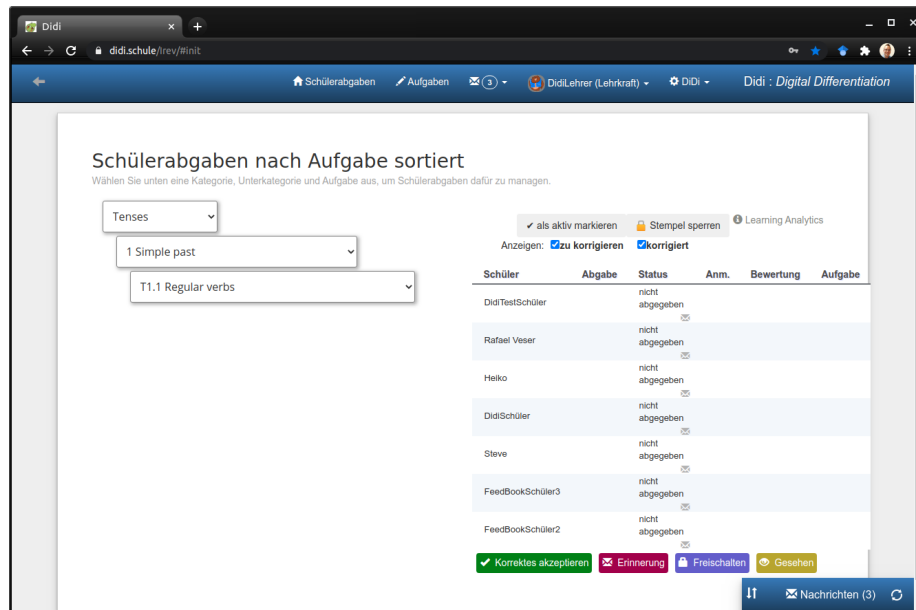 Didi
didi.schule/irev/#init
Schülerabgaben Aufgaben 3 DidiLehrer (Lehrkraft) DiDi Didi : Digital Differentiation
Schülerabgaben nach Aufgabe sortiert
Wählen Sie unten eine Kategorie, Unterkategorie und Aufgabe aus, um Schülerabgaben dafür zu managen.
Tenses
1 Simple past
T1.1 Regular verbs
als aktiv markieren Stempel sperren Learning Analytics
Anzeigen: zu korrigieren korrigiert
Schüler Abgabe Status Anm. Bewertung Aufgabe
DidiTestSchüler nicht
abgegeben
Rafael Veser nicht
abgegeben
Heiko nicht
abgegeben
DidiSchüler nicht
abgegeben
Steve nicht
abgegeben
FeedBookSchüler3 nicht
abgegeben
FeedBookSchüler2 nicht
abgegeben
Korrektes akzeptieren Erinnerung Freischalten Gesehen
Nachrichten (3)